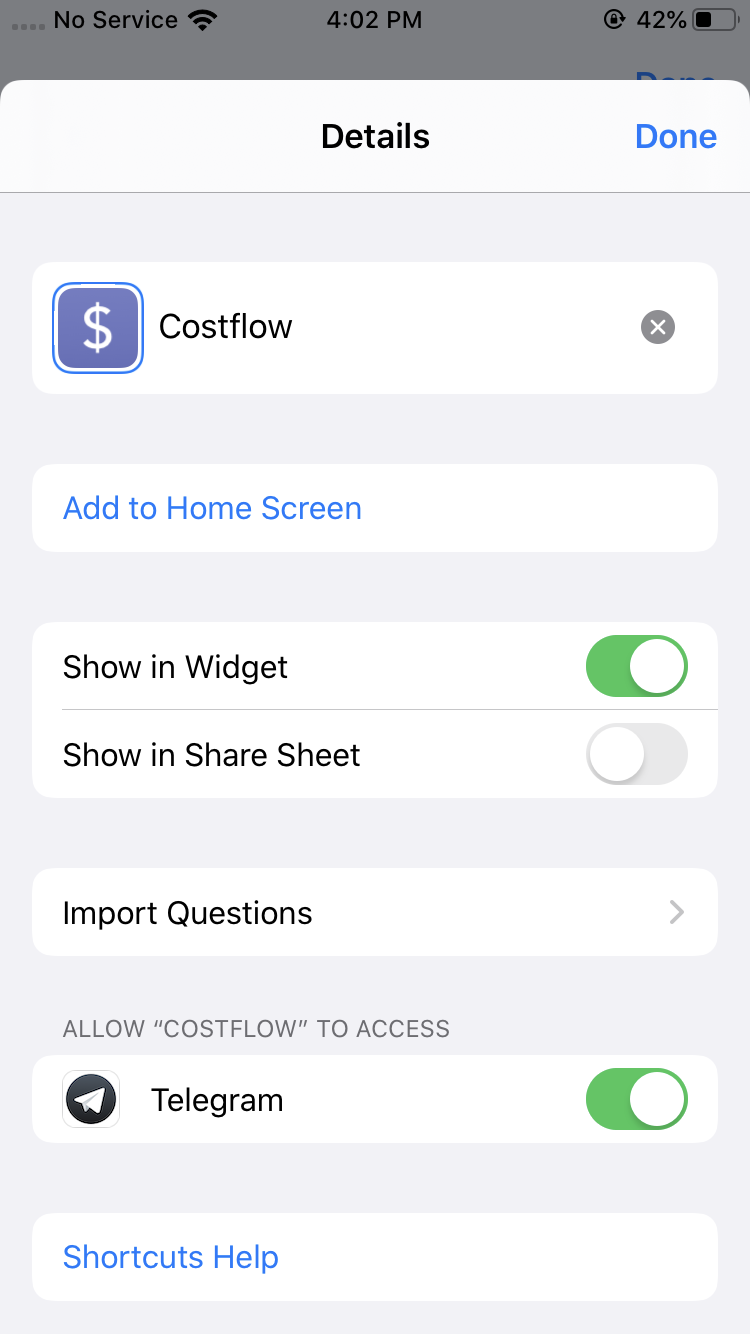 No Service 4:02 PM 42%
Details Done
$ Costflow
Add to Home Screen
Show in Widget
Show in Share Sheet
Import Questions
ALLOW “COSTFLOW” TO ACCESS
Telegram
Shortcuts Help